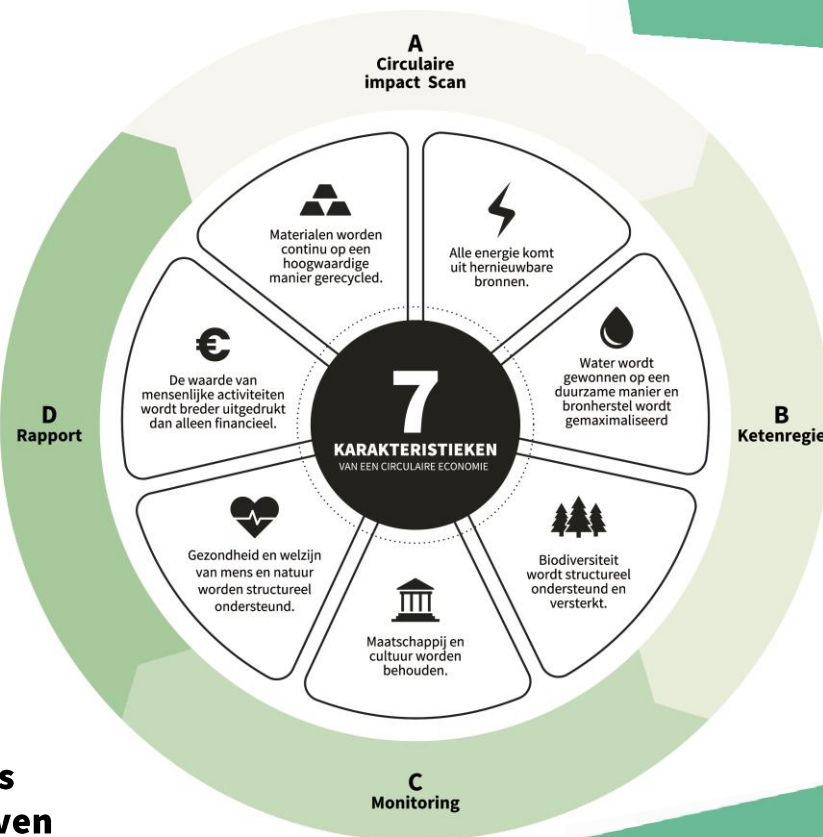 A
Circulaire
impact Scan
Materialen worden
continu op een
hoogwaardige
manier gerecycled.
Alle energie komt
uit hernieuwbare
bronnen.
€
De waarde van
mensenlijke activiteiten
wordt breder uitgedrukt
dan alleen financieel.
Water wordt
gewonnen op een
duurzame manier en
bronherstel wordt
gemaximaliseerd
7
KARAKTERISTIEKEN
VAN EEN CIRCULAIRE ECONOMIE
D
Rapport
B
Ketenregie
Gezondheid en welzijn
van mens en natuur
worden structureel
ondersteund.
Biodiversiteit
wordt structureel
ondersteund en
versterkt.
Maatschappij en
cultuur worden
behouden.
C
Monitoring
s
ven